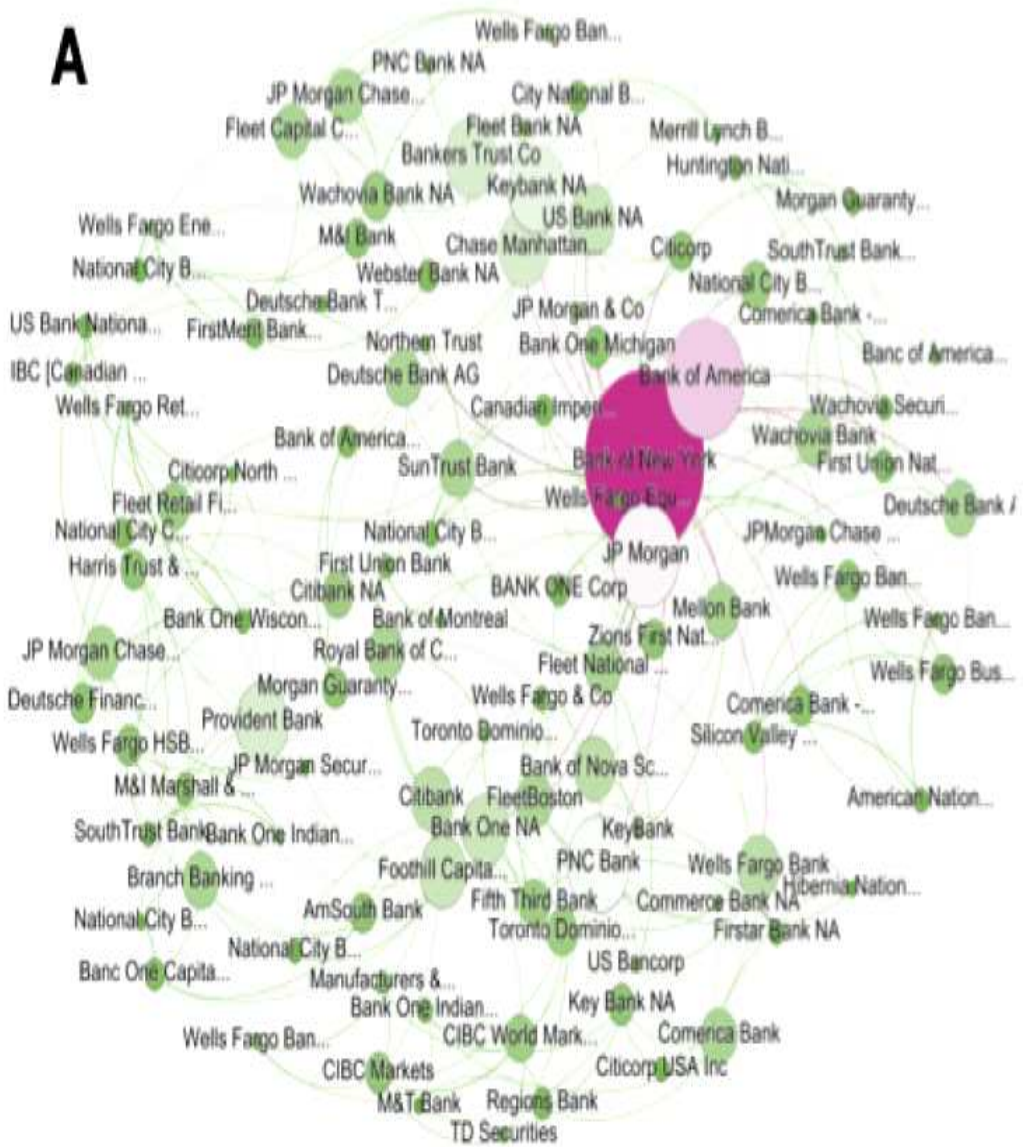 A
Wells Fargo Ban...
PNC Bank NA
JP Morgan Chase...
City National B...
Fleet Capital C...
Fleet Bank NA
Merrill Lynch B...
Bankers Trust Co
Huntington Nati...
Wachovia Bank NA
Keybank NA
Morgan Guaranty...
US Bank NA
Wells Fargo Ene...
M&I Bank
Chase Manhattan...
Citicorp
SouthTrust Bank...
National City B...
Webster Bank NA
National City B...
Deutsche Bank T...
JP Morgan & Co
Comerica Bank -...
US Bank Nationa...
FirstMerit Bank...
Northern Trust
Bank One Michigan
Banc of America...
IBC [Canadian ...
Deutsche Bank AG
Bank of America
Wells Fargo Ret...
Canadian Imperi...
Wachovia Securi...
Bank of America...
Wachovia Bank
Citicorp North ...
SunTrust Bank
Bank of New York
First Union Nat...
Fleet Retail Fi...
Wells Fargo Equ...
Deutsche Bank A
National City C...
National City B...
JPMorgan Chase ...
Harris Trust & ...
First Union Bank
JP Morgan
Citibank NA
BANK ONE Corp
Wells Fargo Ban...
Bank One Wiscon...
Bank of Montreal
Mellon Bank
Wells Fargo Ban...
JP Morgan Chase...
Royal Bank of C...
Zions First Nat...
Fleet National ...
Wells Fargo Bus...
Deutsche Financ...
Morgan Guaranty...
Wells Fargo & Co
Comerica Bank -...
Provident Bank
Toronto Dominio...
Silicon Valley ...
Wells Fargo HSB...
JP Morgan Secur...
Bank of Nova Sc...
M&I Marshall & ...
Citibank
FleetBoston
American Nation...
SouthTrust Bank
Bank One Indian...
Bank One NA
KeyBank
Branch Banking ...
Foothill Capita...
PNC Bank
Wells Fargo Bank
Hibernia Nation...
National City B...
AmSouth Bank
Fifth Third Bank
Commerce Bank NA
Toronto Dominio...
Firstar Bank NA
National City B...
Banc One Capita...
Manufacturers &...
US Bancorp
Bank One Indian...
Key Bank NA
Wells Fargo Ban...
CIBC World Mark...
Comerica Bank
CIBC Markets
Citicorp USA Inc
M&T Bank
Regions Bank
TD Securities